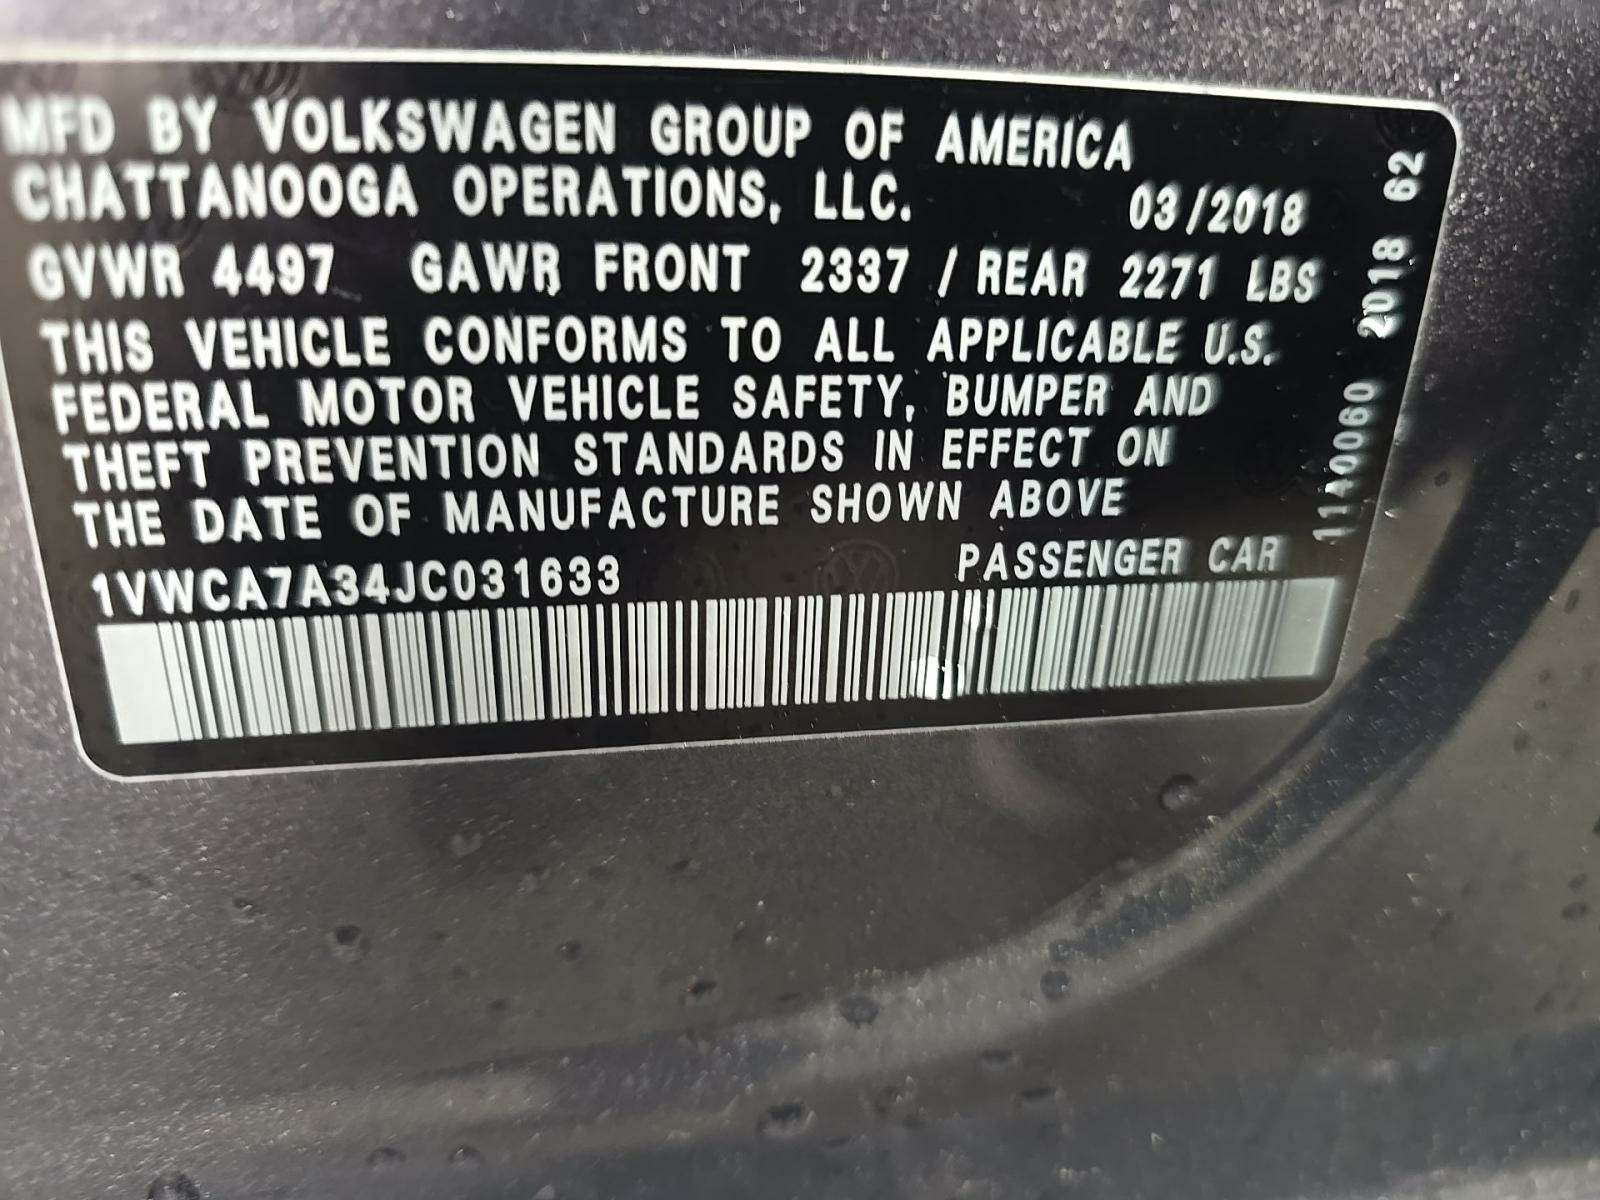 MFD BY VOLKSWAGEN GROUP OF AMERICA
CHATTANOOGA OPERATIONS, LLC.
03/2018
GVWR 4497 GAWR FRONT 2337 / REAR 2271 LBS
THIS VEHICLE CONFORMS TO ALL APPLICABLE U.S.
FEDERAL MOTOR VEHICLE SAFETY, BUMPER AND
THEFT PREVENTION STANDARDS IN EFFECT ON
THE DATE OF MANUFACTURE SHOWN ABOVE
1VWCA7A34JC031633
PASSENGER CAR
1140060 2018 62